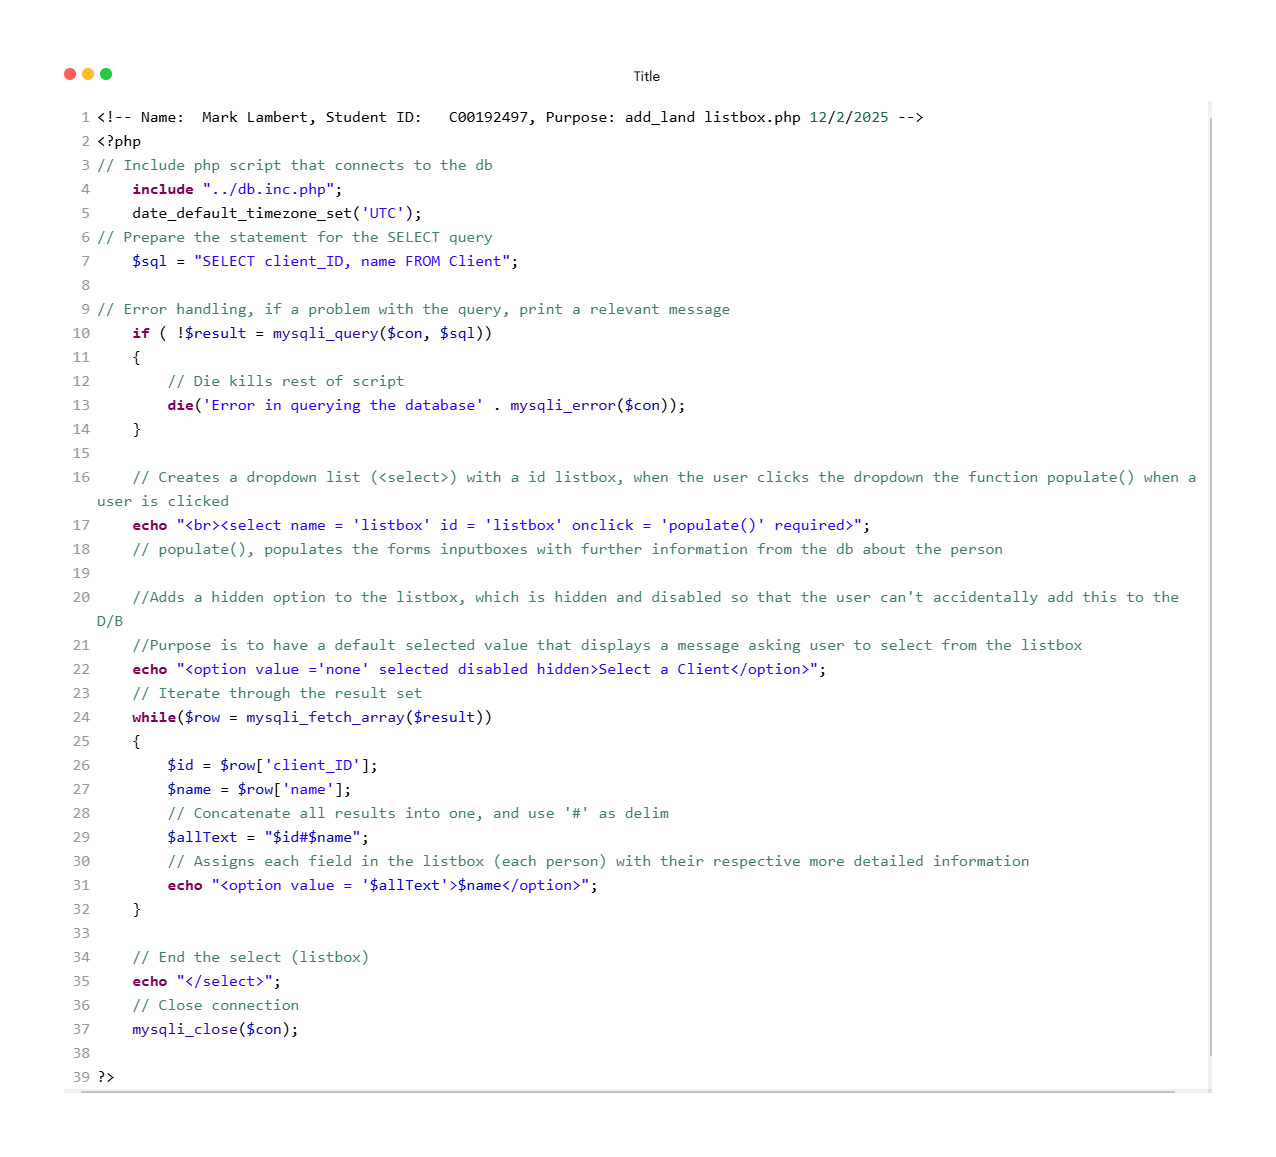 Title
1 <!-- Name:  Mark Lambert, Student ID:   C00192497, Purpose: add_land listbox.php 12/2/2025 -->
2 <?php
3 // Include php script that connects to the db
4     include "../db.inc.php";
5     date_default_timezone_set('UTC');
6 // Prepare the statement for the SELECT query
7     $sql = "SELECT client_ID, name FROM Client";
8
9 // Error handling, if a problem with the query, print a relevant message
10     if ( !$result = mysqli_query($con, $sql))
11     {
12         // Die kills rest of script
13         die('Error in querying the database' . mysqli_error($con));
14     }
15
16     // Creates a dropdown list (<select>) with a id listbox, when the user clicks the dropdown the function populate() when a
user is clicked
17     echo "<br><select name = 'listbox' id = 'listbox' onclick = 'populate()' required>";
18     // populate(), populates the forms inputboxes with further information from the db about the person
19
20     //Adds a hidden option to the listbox, which is hidden and disabled so that the user can't accidentally add this to the
D/B
21     //Purpose is to have a default selected value that displays a message asking user to select from the listbox
22     echo "<option value ='none' selected disabled hidden>Select a Client</option>";
23     // Iterate through the result set
24     while($row = mysqli_fetch_array($result))
25     {
26         $id = $row['client_ID'];
27         $name = $row['name'];
28         // Concatenate all results into one, and use '#' as delim
29         $allText = "$id#$name";
30         // Assigns each field in the listbox (each person) with their respective more detailed information
31         echo "<option value = '$allText'>$name</option>";
32     }
33
34     // End the select (listbox)
35     echo "</select>";
36     // Close connection
37     mysqli_close($con);
38
39 ?>